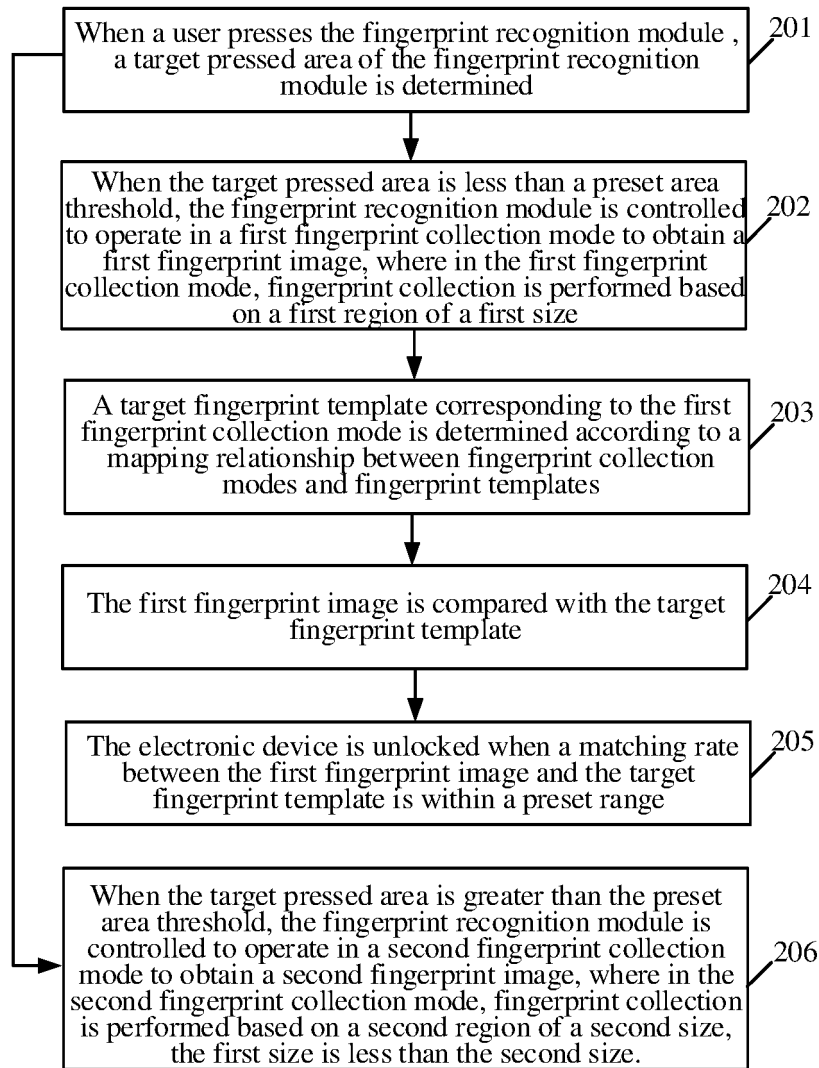 When a user presses the fingerprint recognition module ,
a target pressed area of the fingerprint recognition
module is determined
201
When the target pressed area is less than a preset area
threshold, the fingerprint recognition module is controlled
to operate in a first fingerprint collection mode to obtain a
first fingerprint image, where in the first fingerprint
collection mode, fingerprint collection is performed based
on a first region of a first size
202
A target fingerprint template corresponding to the first
fingerprint collection mode is determined according to a
mapping relationship between fingerprint collection
modes and fingerprint templates
203
The first fingerprint image is compared with the target
fingerprint template
204
The electronic device is unlocked when a matching rate
between the first fingerprint image and the target
fingerprint template is within a preset range
205
When the target pressed area is greater than the preset
area threshold, the fingerprint recognition module is
controlled to operate in a second fingerprint collection
mode to obtain a second fingerprint image, where in the
second fingerprint collection mode, fingerprint collection
is performed based on a second region of a second size,
the first size is less than the second size.
206